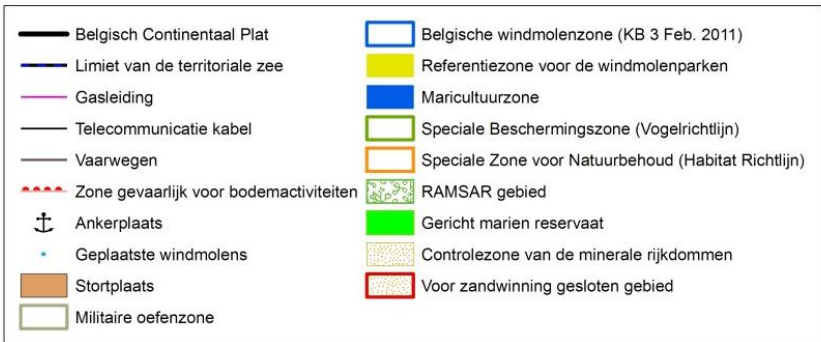 Belgisch Continentaal Plat
Limiet van de territoriale zee
Gasleiding
Telecommunicatie kabel
Vaarwegen
Zone gevaarlijk voor bodemactiviteiten
Ankerplaats
Geplaatste windmolens
Stortplaats
Militaire oefenzone
Belgische windmolenzone (KB 3 Feb. 2011)
Referentiezone voor de windmolenparken
Maricultuurzone
Speciale Beschermingszone (Vogelrichtlijn)
Speciale Zone voor Natuurbehoud (Habitat Richtlijn)
RAMSAR gebied
Gericht marien reservaat
Controlezone van de minerale rijkdommen
Voor zandwinning gesloten gebied